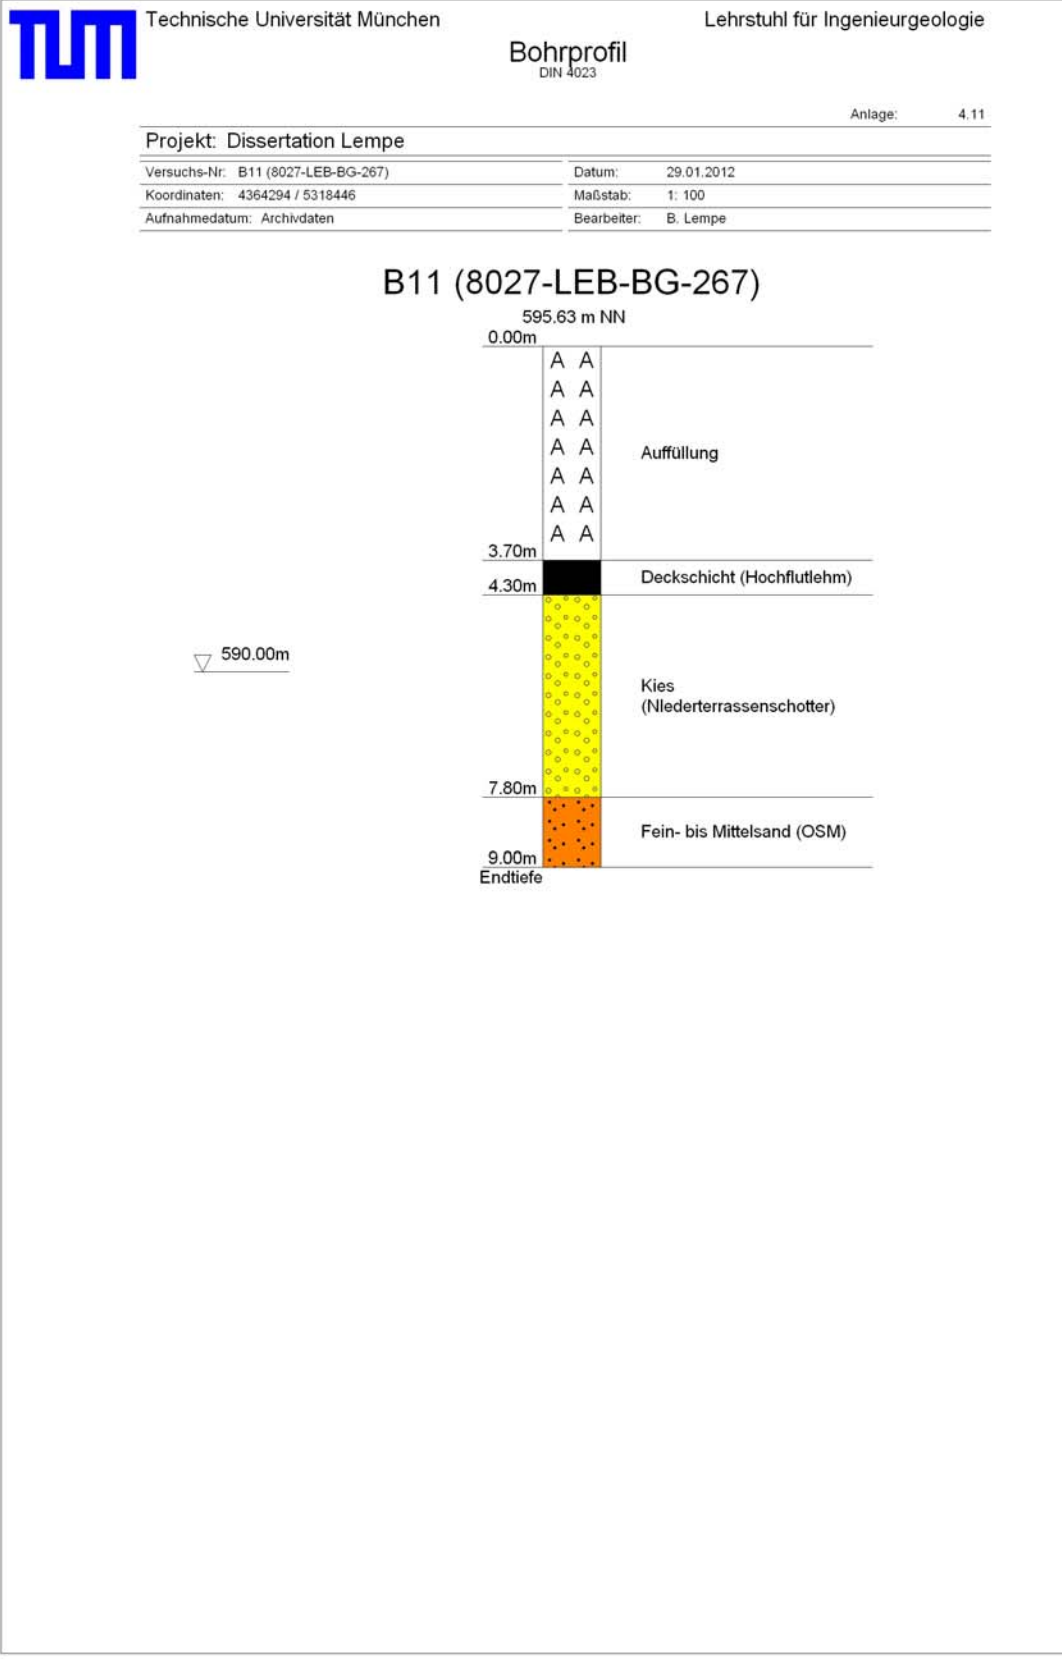 TUM
Technische Universität München
Lehrstuhl für Ingenieurgeologie
Bohrprofil
DIN 4023
Anlage: 4.11
Projekt: Dissertation Lempe
Versuchs-Nr: B11 (8027-LEB-BG-267)
Datum: 29.01.2012
Koordinaten: 4364294 / 5318446
Maßstab: 1: 100
Aufnahmedatum: Archivdaten
Bearbeiter: B. Lempe
B11 (8027-LEB-BG-267)
595.63 m NN
0.00m
A A
A A
A A
A A
A A
A A
A A
Auffüllung
3.70m
Deckschicht (Hochflutlehm)
4.30m
590.00m
Kies
(NIederterrassenschotter)
7.80m
Fein- bis Mittelsand (OSM)
9.00m
Endtiefe